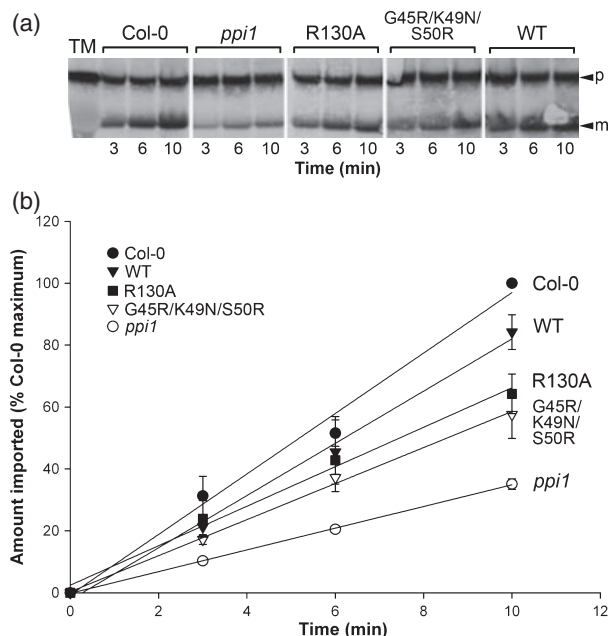 (a)
TM Col-0 ppi1 R130A G45R/K49N/ WT
S50R
p
m
3 6 10 3 6 10 3 6 10 3 6 10 3 6 10
Time (min)
(b)
120
100
80
60
40
20
0
Amount imported (% Col-0 maximum)
Col-0
WT
R130A
G45R/K49N/S50R
ppi1
Col-0
WT
R130A
G45R/
K49N/
S50R
ppi1
0 2 4 6 8 10 12
Time (min)